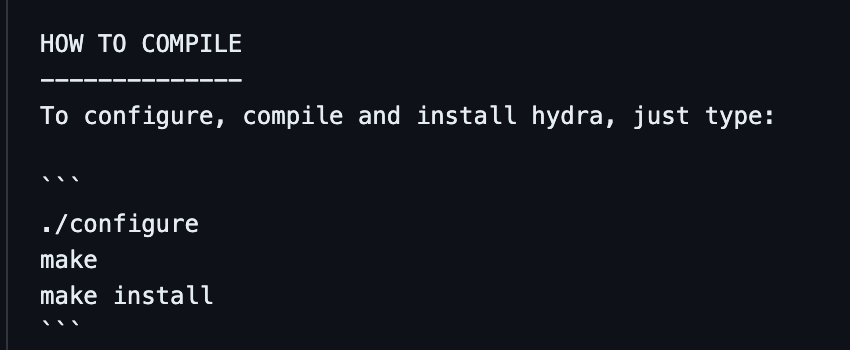 HOW TO COMPILE
--------------
To configure, compile and install hydra, just type:
```
./configure
make
make install
```